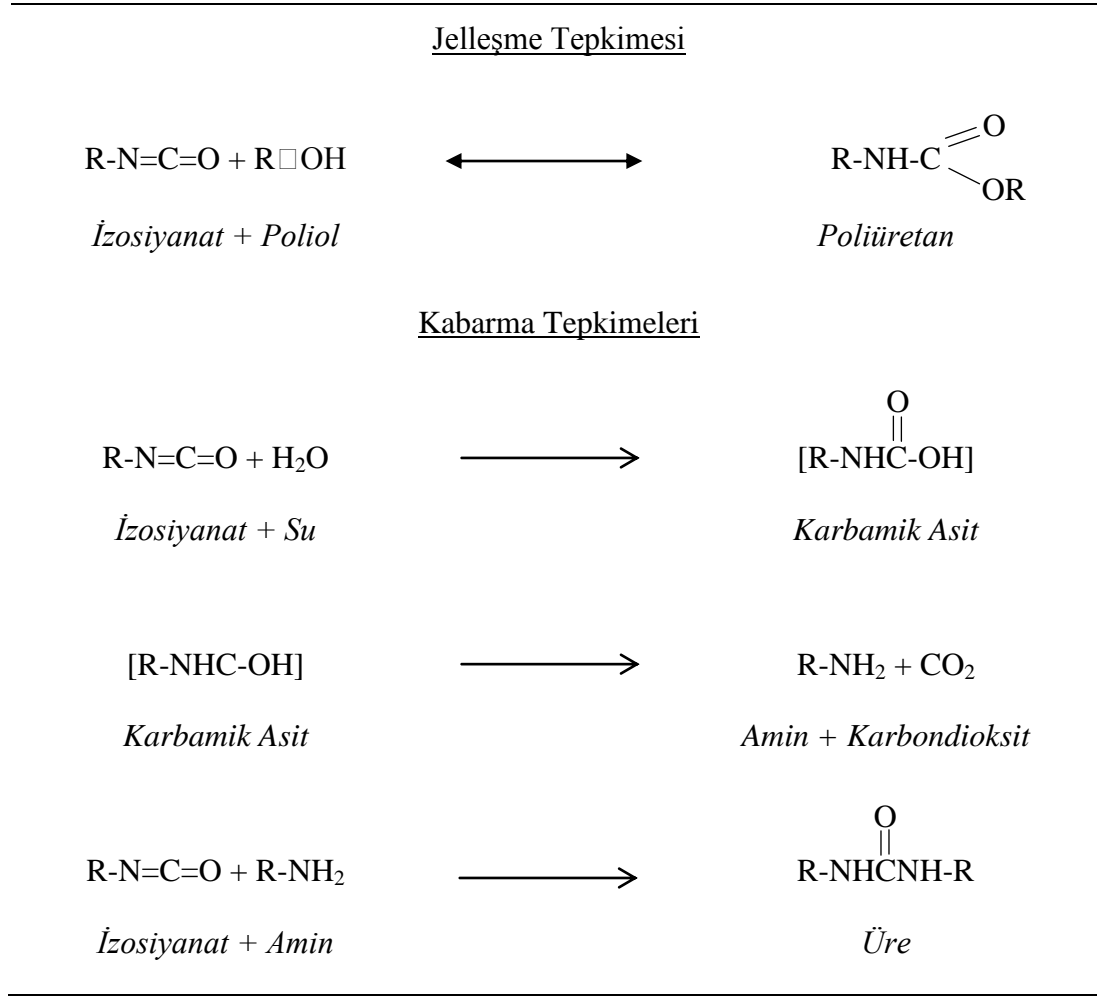 Jelleşme Tepkimesi
O
R-N=C=O + R□OH R-NH-C
OR
İzosiyanat + Poliol Poliüretan
Kabarma Tepkimeleri
O
R-N=C=O + H₂O [R-NHC-OH]
İzosiyanat + Su Karbamik Asit
[R-NHC-OH] R-NH₂ + CO₂
Karbamik Asit Amin + Karbondioksit
O
R-N=C=O + R-NH₂ R-NHCNH-R
İzosiyanat + Amin Üre